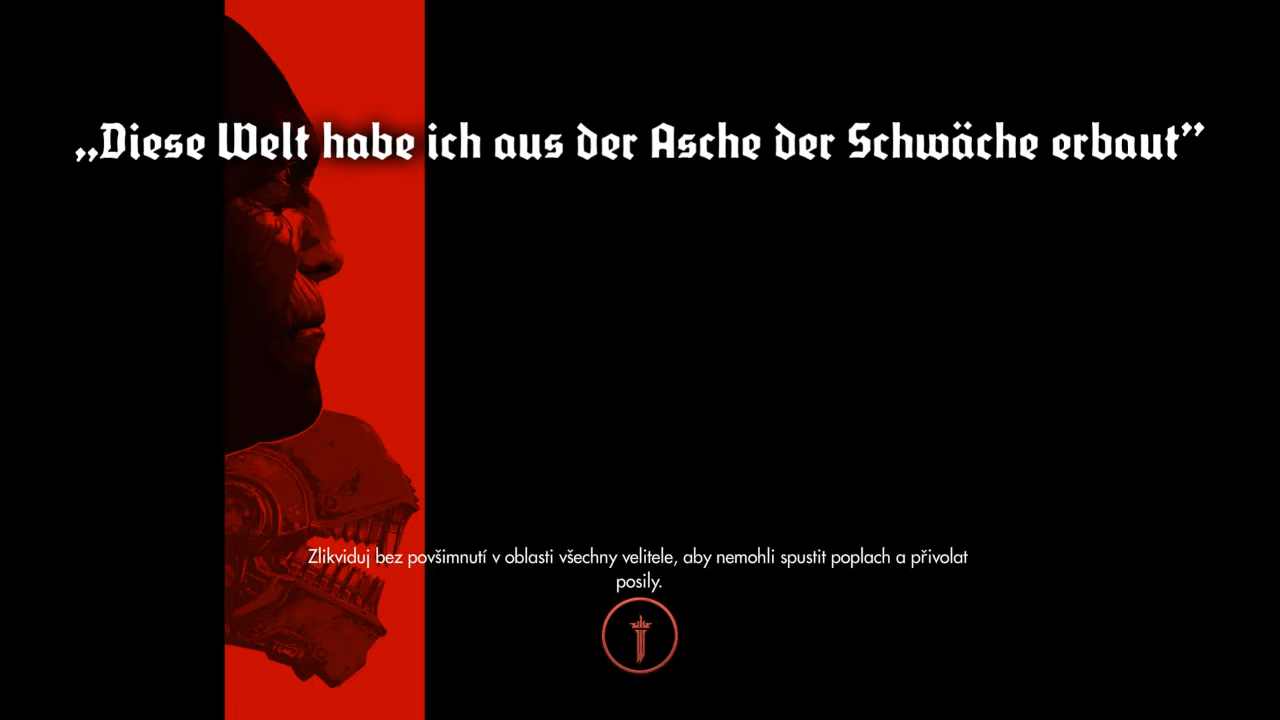 „Diese Welt habe ich aus der Asche der Schwäche erbaut”
Zlikviduj bez povšimnutí v oblasti všechny velitele, aby nemohli spustit poplach a přivolat
posily.